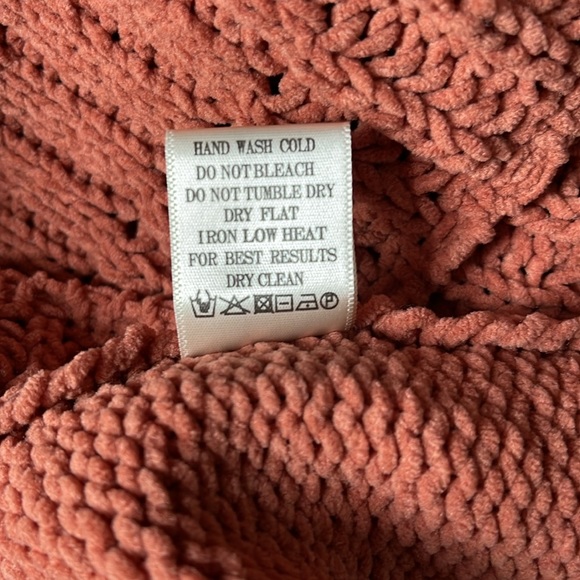 HAND WASH COLD
DO NOT BLEACH
DO NOT TUMBLE DRY
DRY FLAT
IRON LOW HEAT
FOR BEST RESULTS
DRY CLEAN
P